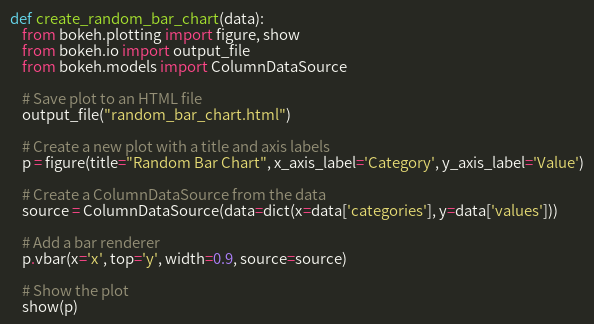 def create_random_bar_chart(data):
    from bokeh.plotting import figure, show
    from bokeh.io import output_file
    from bokeh.models import ColumnDataSource

    # Save plot to an HTML file
    output_file("random_bar_chart.html")

    # Create a new plot with a title and axis labels
    p = figure(title="Random Bar Chart", x_axis_label='Category', y_axis_label='Value')

    # Create a ColumnDataSource from the data
    source = ColumnDataSource(data=dict(x=data['categories'], y=data['values']))

    # Add a bar renderer
    p.vbar(x='x', top='y', width=0.9, source=source)

    # Show the plot
    show(p)